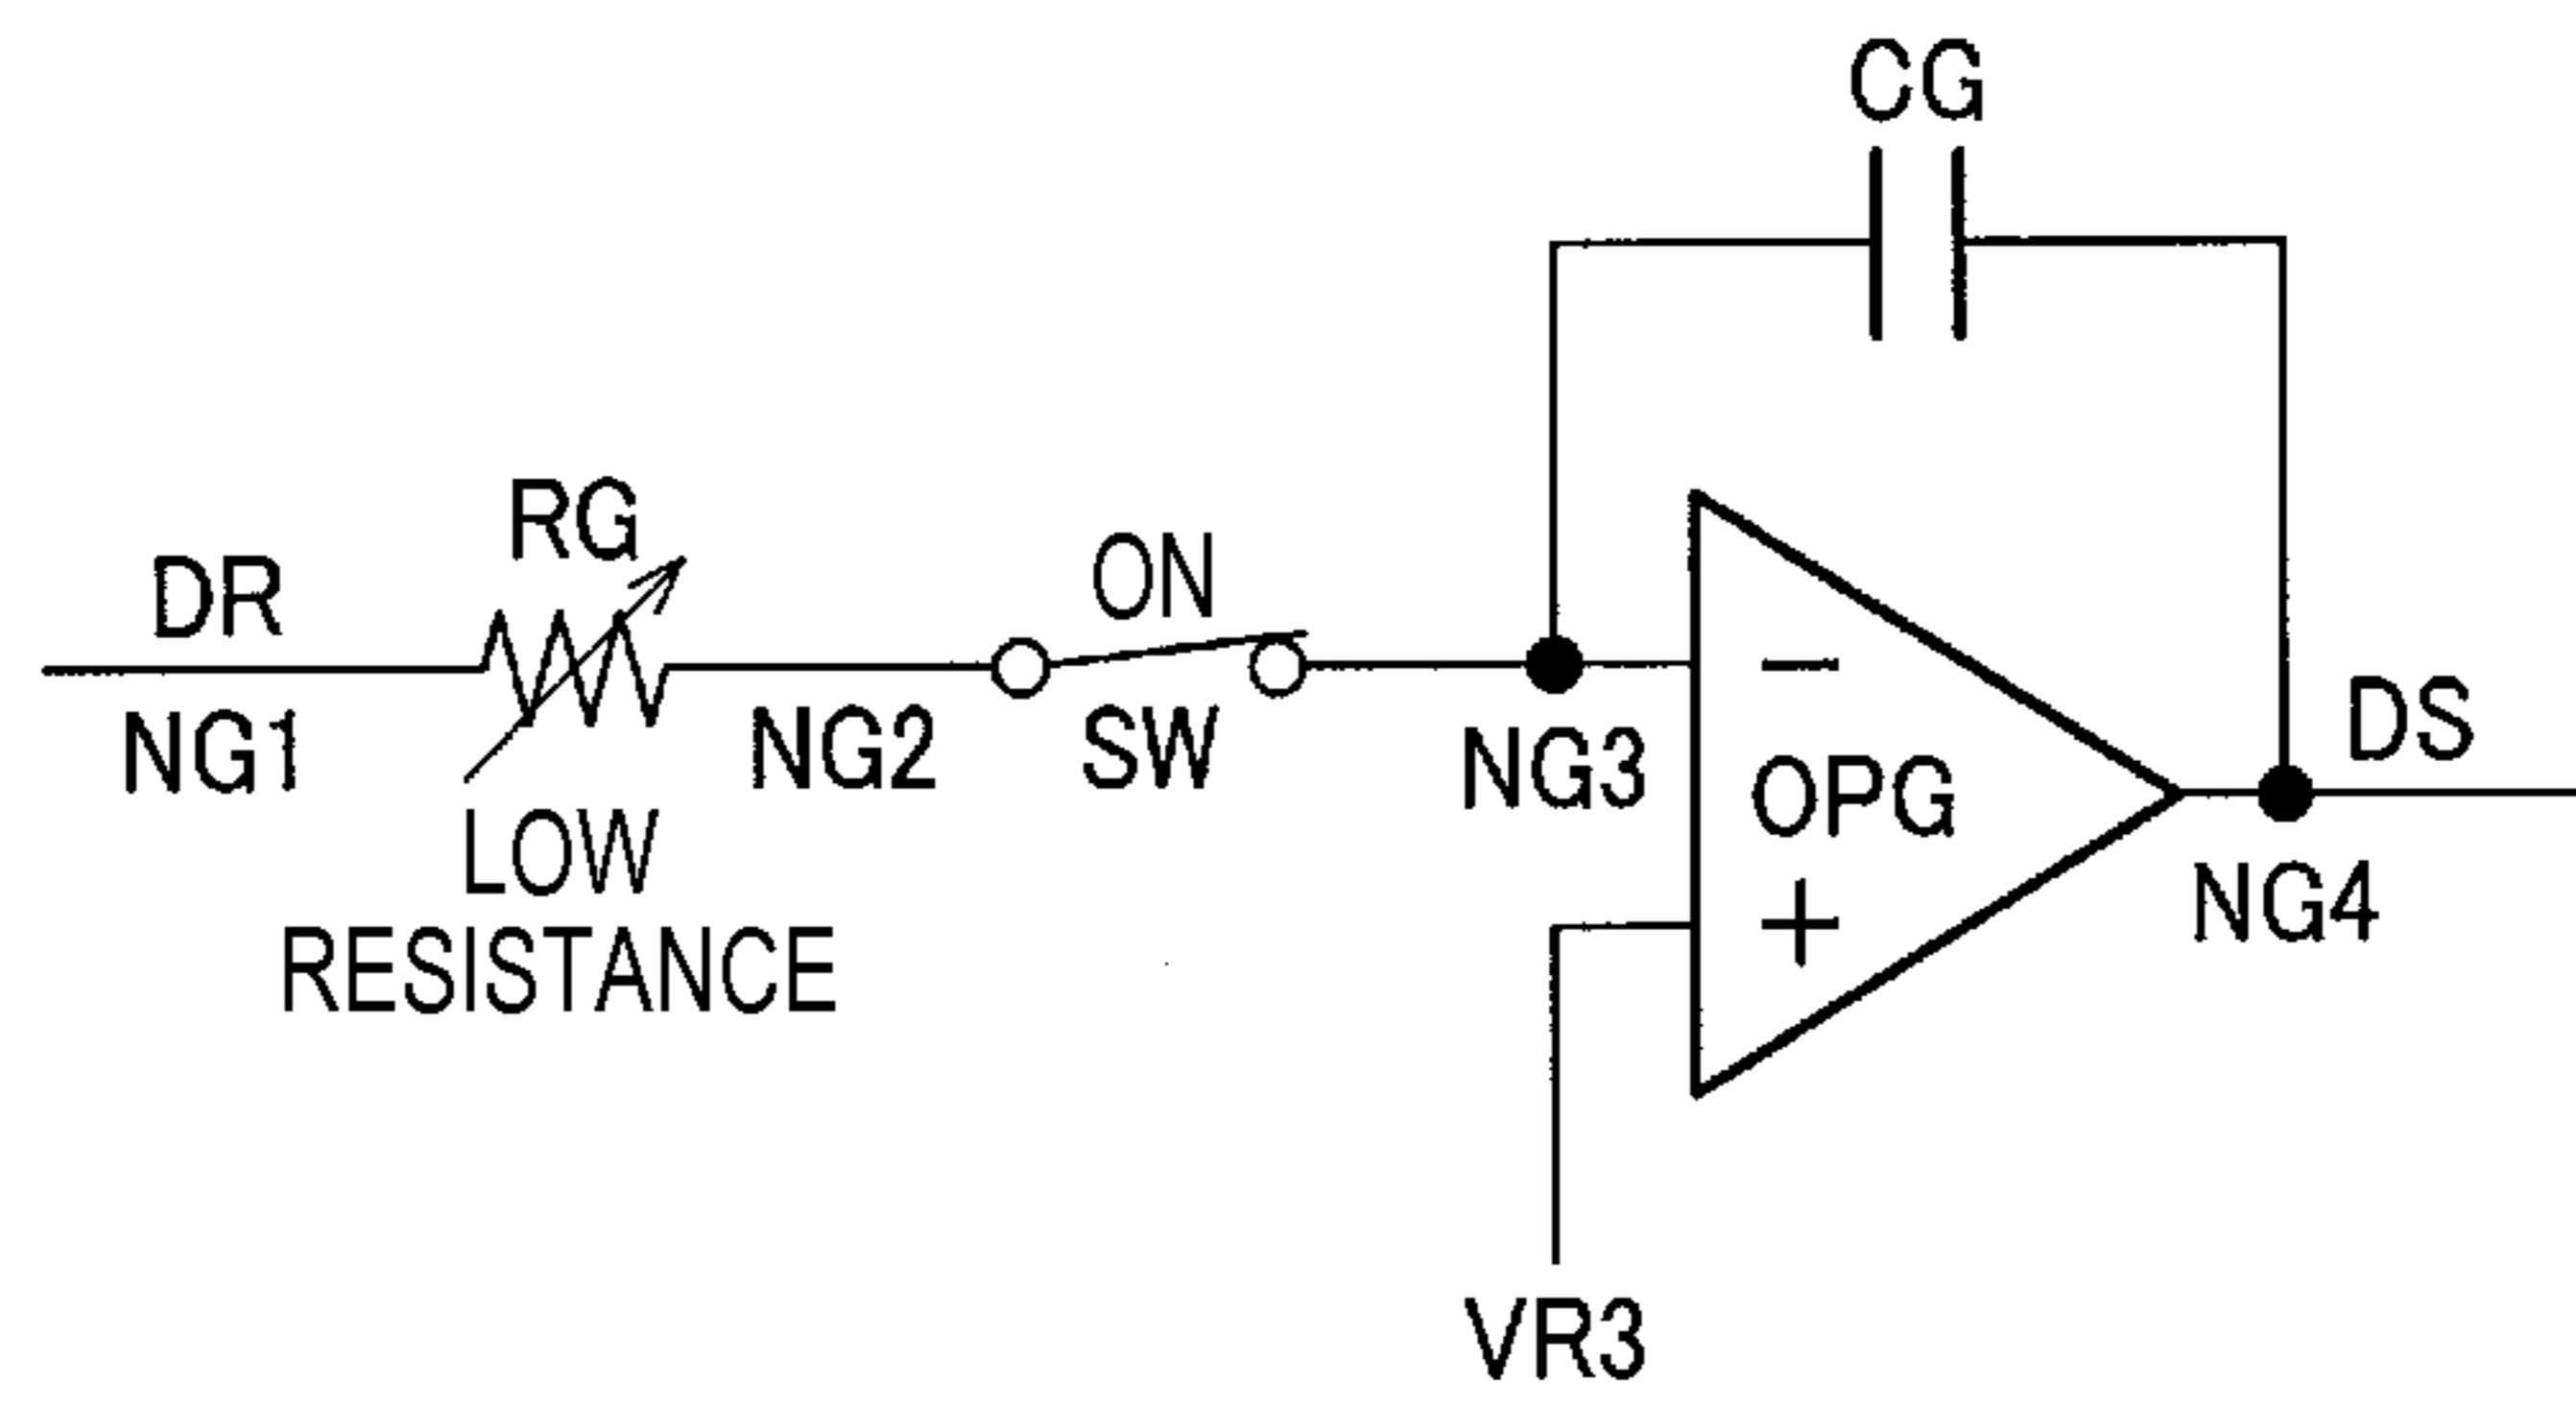 CG
RG
ON
DR
NG1
NG2
SW
NG3
−
OPG
+
DS
NG4
LOW
RESISTANCE
VR3